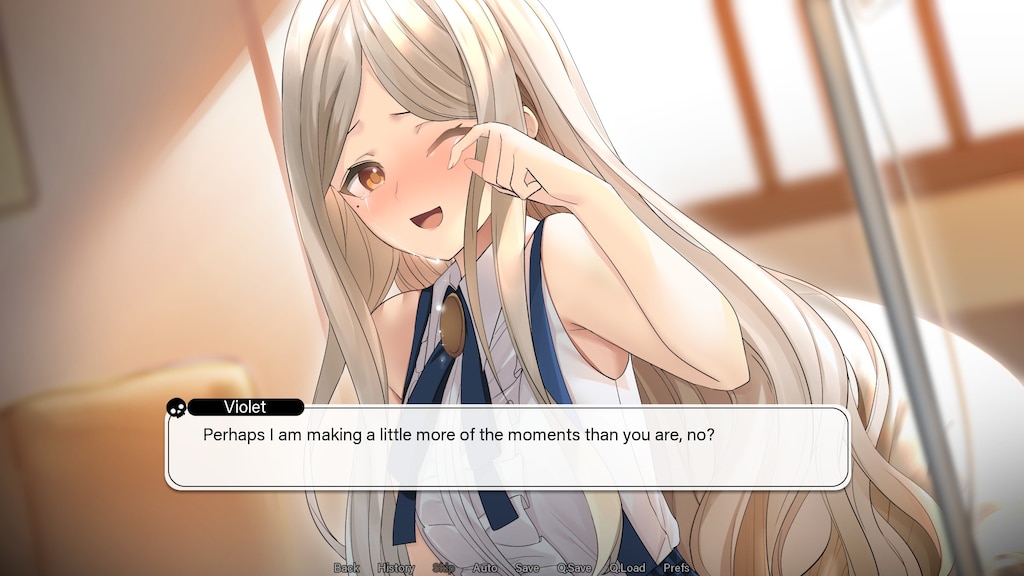 Violet
Perhaps I am making a little more of the moments than you are, no?
Back History Skip Auto Save Q.Save Q.Load Prefs